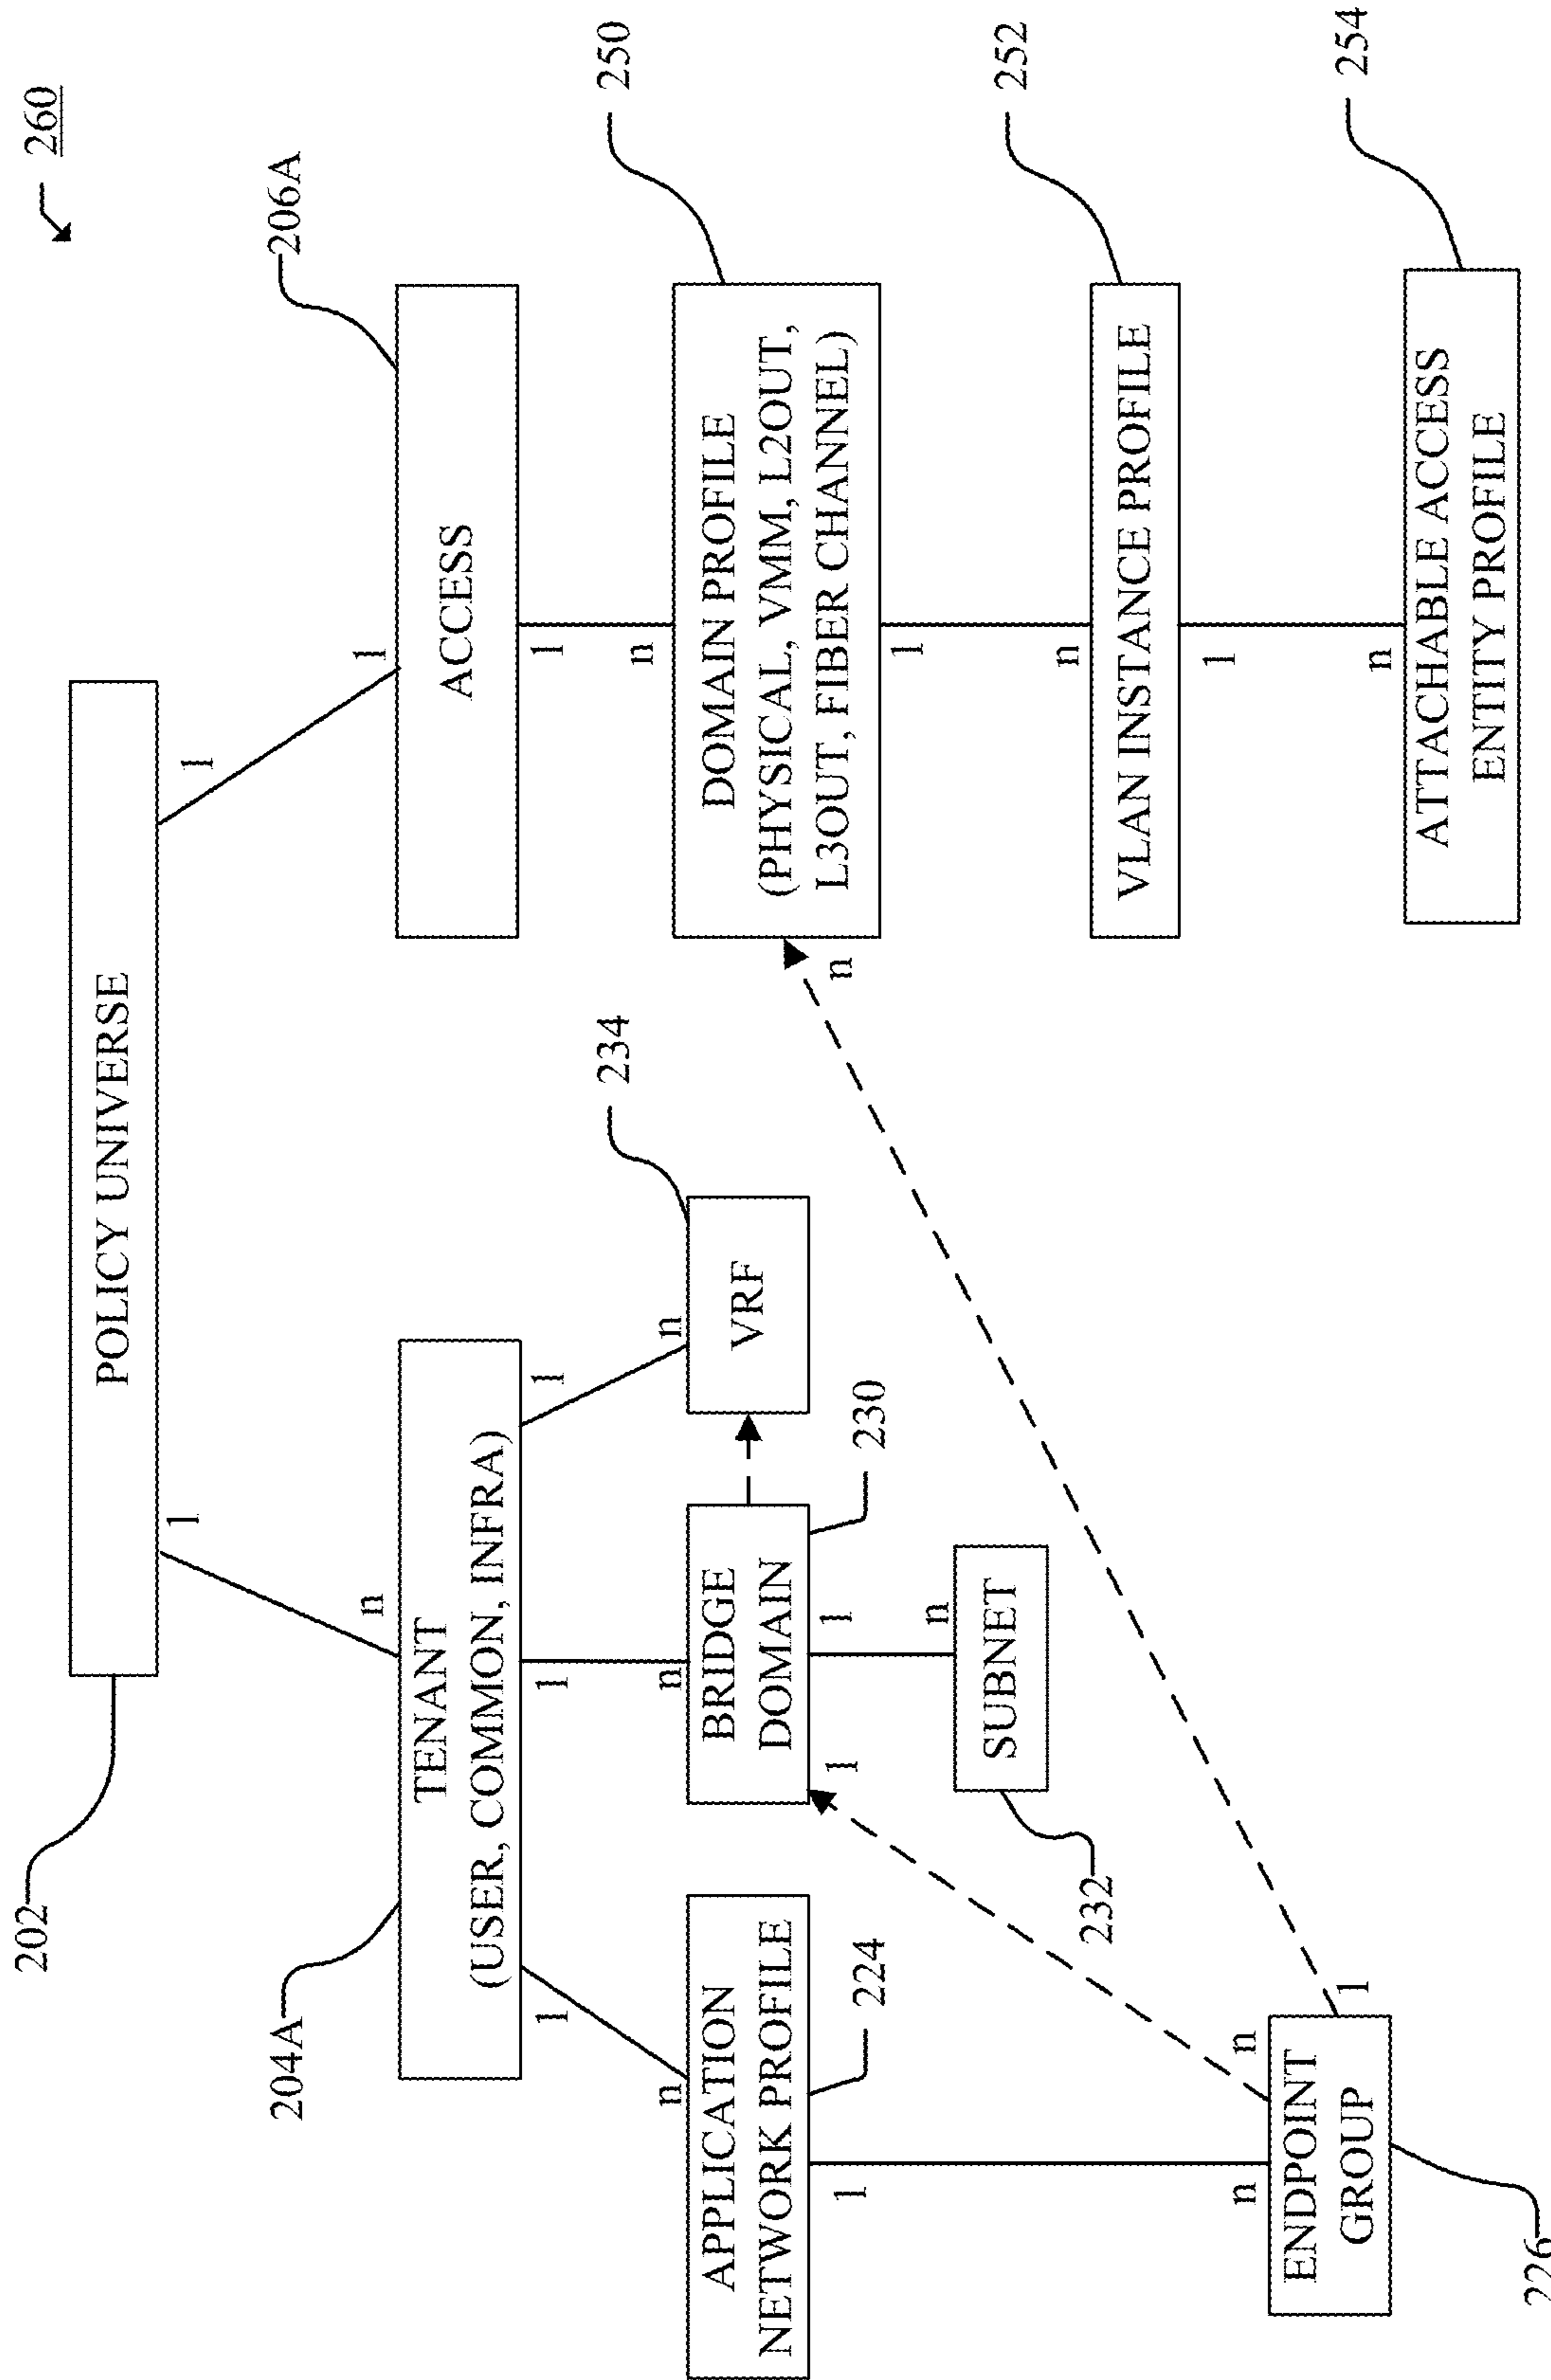 260
202
POLICY UNIVERSE
1
1
n
1
204A
TENANT
(USER, COMMON, INFRA)
206A
ACCESS
1
1
1
1
n
n
n
n
234
250
APPLICATION
NETWORK PROFILE
BRIDGE
DOMAIN
VRF
DOMAIN PROFILE
(PHYSICAL, VMM, L2OUT,
L3OUT, FIBER CHANNEL)
1
224
1
1
230
n
1
n
n
232
SUBNET
252
VLAN INSTANCE PROFILE
1
n
n
n
1
254
226
ENDPOINT
GROUP
ATTACHABLE ACCESS
ENTITY PROFILE